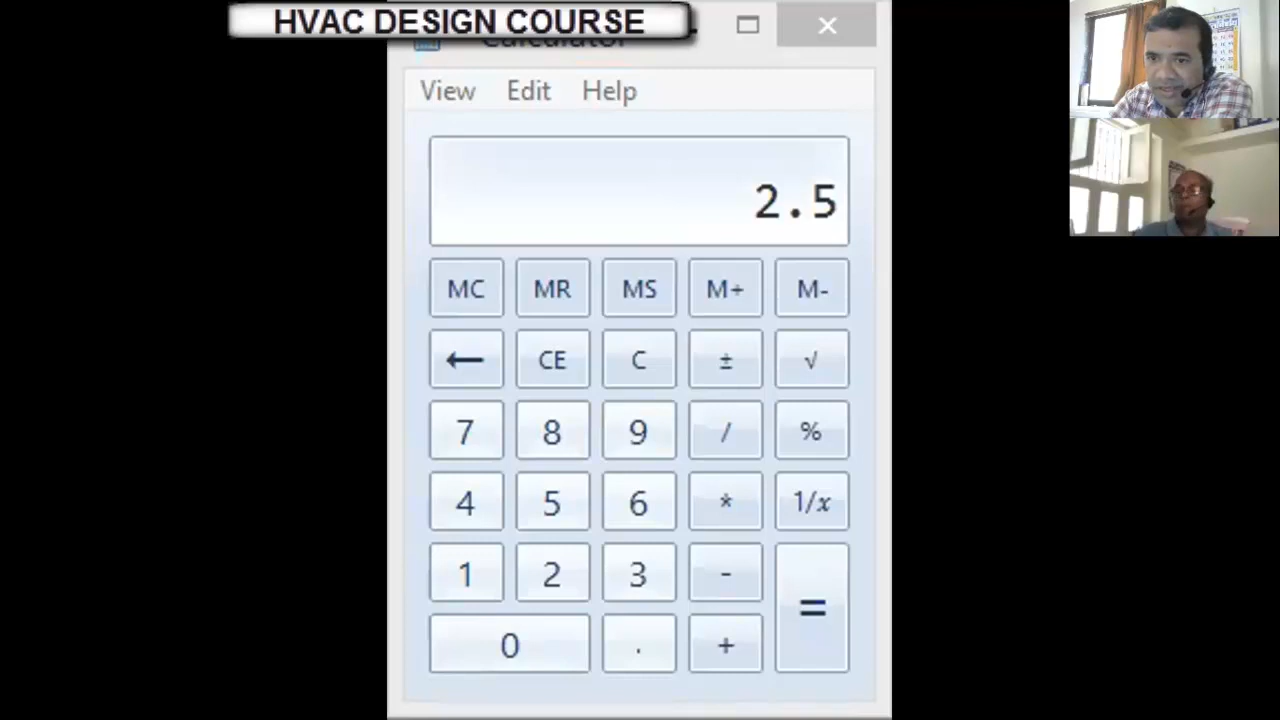 HVAC DESIGN COURSE
Calculator
View Edit Help
2.5
MC MR MS M+ M-
← CE C ± √
7 8 9 / %
4 5 6 * 1/x
1 2 3 - =
0 . +